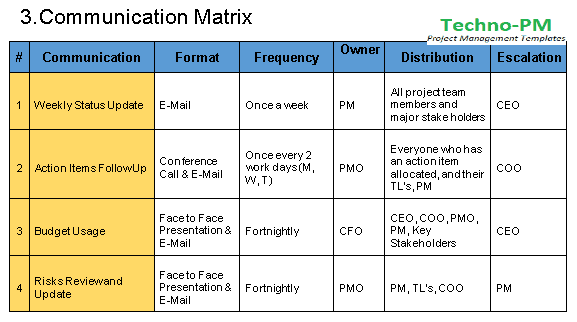 3.Communication Matrix
Techno-PM
Project Management Templates
# Communication Format Frequency Owner Distribution Escalation
1 Weekly Status Update E-Mail Once a week PM All project team
members and
major stake holders CEO
2 Action Items FollowUp Conference
Call & E-Mail Once every 2
work days (M,
W, T) PMO Everyone who has
an action item
allocated, and their
TL's, PM COO
3 Budget Usage Face to Face
Presentation &
E-Mail Fortnightly CFO CEO, COO, PMO,
PM, Key
Stakeholders CEO
4 Risks Reviewand
Update Face to Face
Presentation &
E-Mail Fortnightly PMO PM, TL's, COO PM